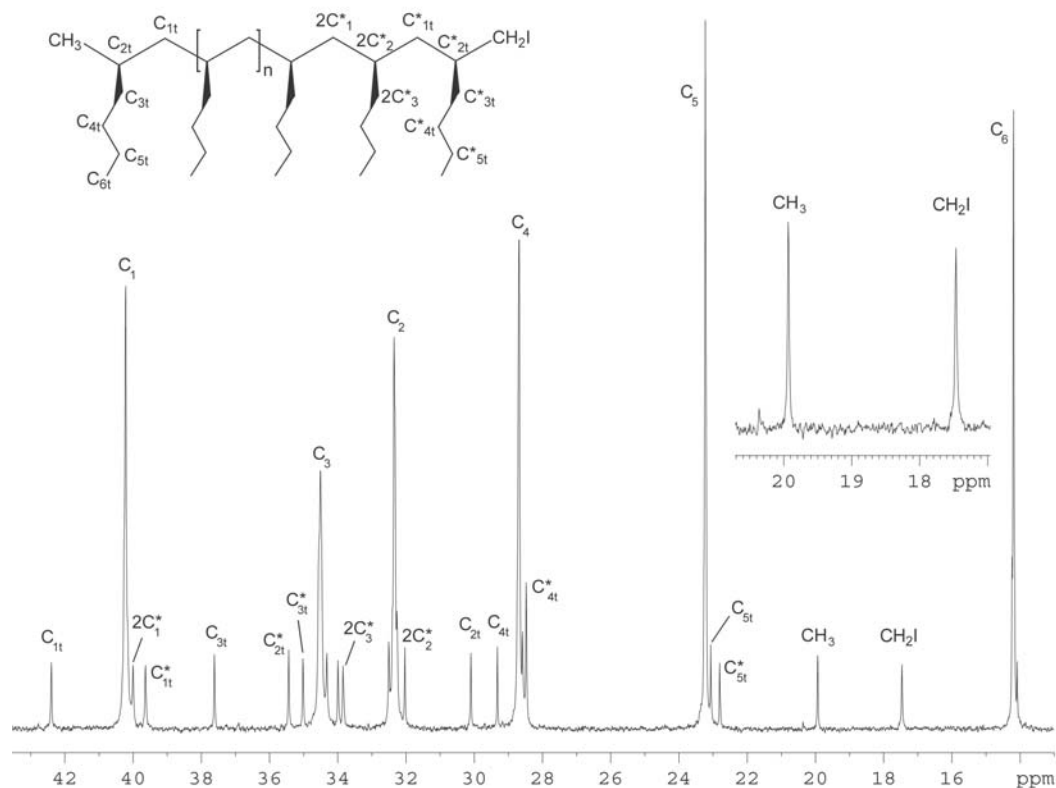 CH₃
C₂ₜ
C₁ₜ
n
2C*₁
2C*₂
C*₁ₜ
C*₂ₜ
CH₂I
C₃ₜ
2C*₃
C*₃ₜ
C₄ₜ
C*₄ₜ
C₅ₜ
C*₅ₜ
C₆ₜ
C₅
C₆
CH₃
CH₂I
20 19 18 ppm
C₁
C₂
C₃
C₄
C₁ₜ
2C*₁
C*₁ₜ
C₃ₜ
C*₂ₜ
C*₃ₜ
2C*₃
2C*₂
C₂ₜ
C₄ₜ
C*₄ₜ
C₅ₜ
C*₅ₜ
CH₃
CH₂I
42 40 38 36 34 32 30 28 26 24 22 20 18 16 ppm